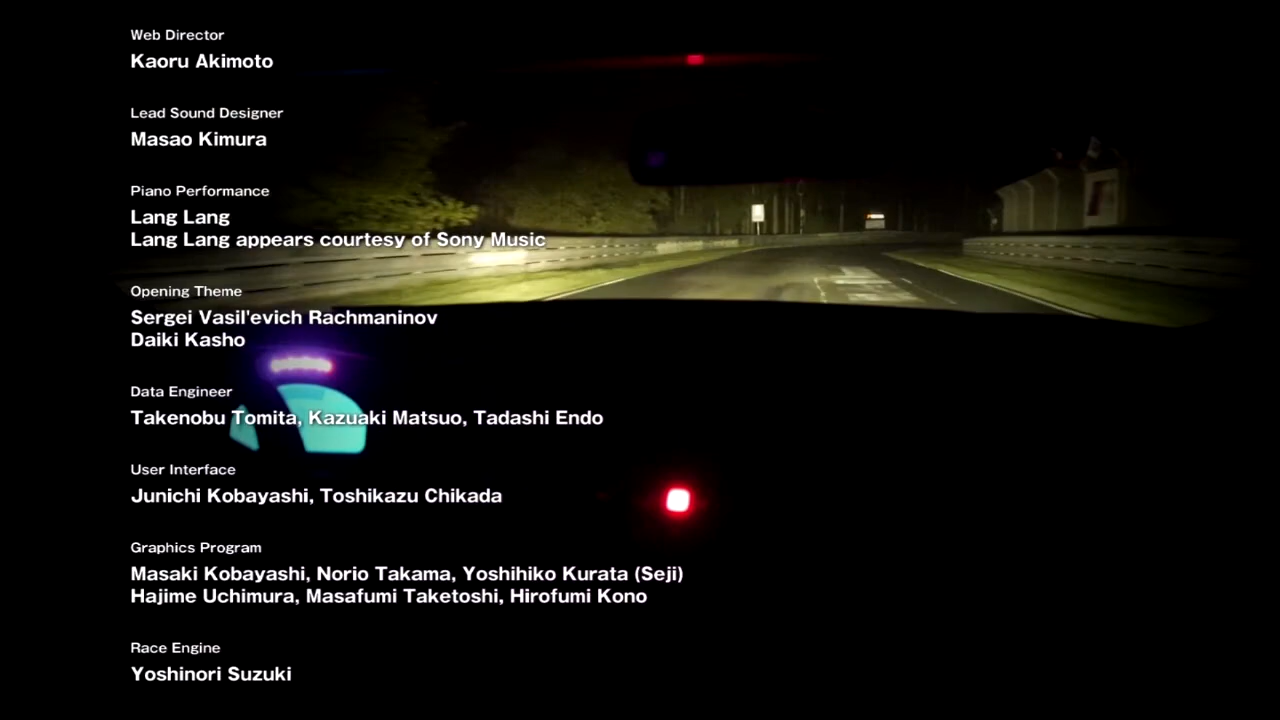 Web Director
Kaoru Akimoto
Lead Sound Designer
Masao Kimura
Piano Performance
Lang Lang
Lang Lang appears courtesy of Sony Music
Opening Theme
Sergei Vasil'evich Rachmaninov
Daiki Kasho
Data Engineer
Takenobu Tomita, Kazuaki Matsuo, Tadashi Endo
User Interface
Junichi Kobayashi, Toshikazu Chikada
Graphics Program
Masaki Kobayashi, Norio Takama, Yoshihiko Kurata (Seji)
Hajime Uchimura, Masafumi Taketoshi, Hirofumi Kono
Race Engine
Yoshinori Suzuki